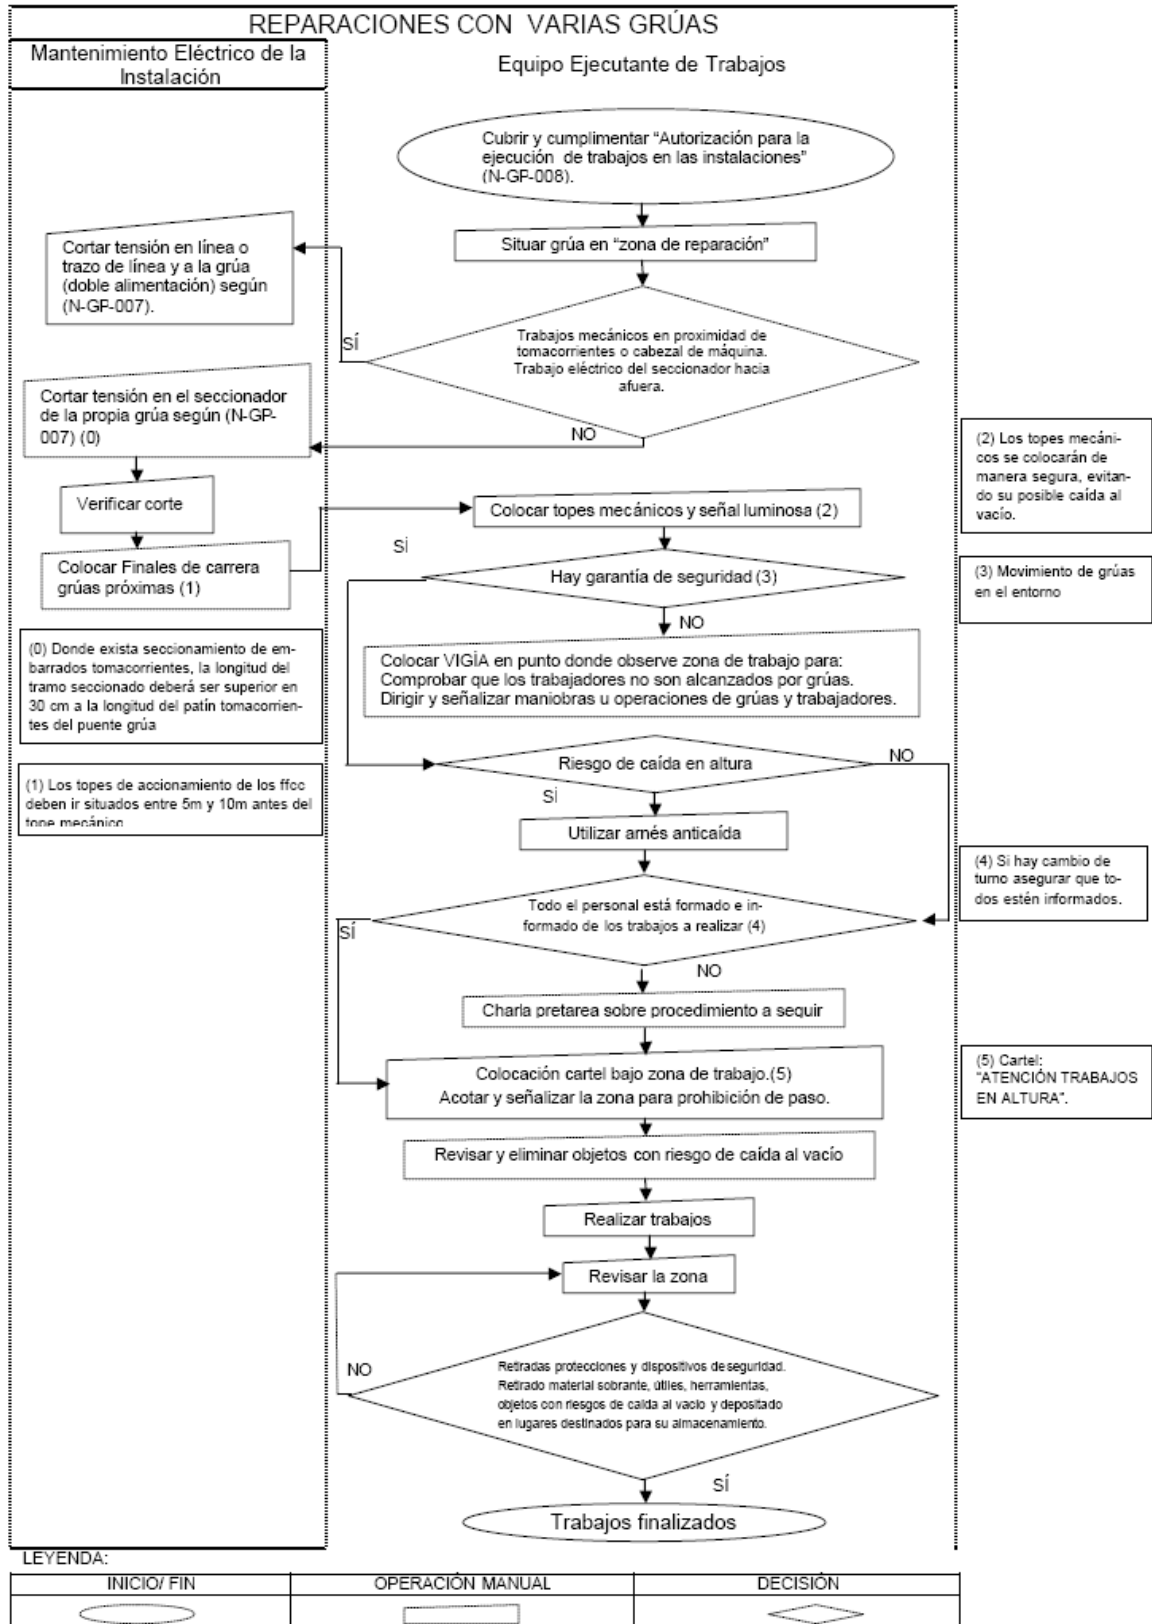 REPARACIONES CON VARIAS GRÚAS
Mantenimiento Eléctrico de la
Instalación
Equipo Ejecutante de Trabajos
Cubrir y cumplimentar “Autorización para la
ejecución de trabajos en las instalaciones”
(N-GP-008).
Situar grúa en “zona de reparación”
Cortar tensión en línea o
trazo de línea y a la grúa
(doble alimentación) según
(N-GP-007).
SÍ
Trabajos mecánicos en proximidad de
tomacorrientes o cabezal de máquina.
Trabajo eléctrico del seccionador hacia
afuera.
NO
Cortar tensión en el seccionador
de la propia grúa según (N-GP-
007) (0)
Verificar corte
Colocar Finales de carrera
grúas próximas (1)
Colocar topes mecánicos y señal luminosa (2)
(2) Los topes mecáni-
cos se colocarán de
manera segura, evitan-
do su posible caída al
vacío.
SÍ
Hay garantía de seguridad (3)
(3) Movimiento de grúas
en el entorno
NO
(0) Donde exista seccionamiento de em-
barrados tomacorrientes, la longitud del
tramo seccionado deberá ser superior en
30 cm a la longitud del patín tomacorrien-
tes del puente grúa
Colocar VIGÍA en punto donde observe zona de trabajo para:
Comprobar que los trabajadores no son alcanzados por grúas.
Dirigir y señalizar maniobras u operaciones de grúas y trabajadores.
(1) Los topes de accionamiento de los ffcc
deben ir situados entre 5m y 10m antes del
tope mecánico
Riesgo de caída en altura
NO
SÍ
Utilizar arnés anticaída
(4) Si hay cambio de
turno asegurar que to-
dos estén informados.
Todo el personal está formado e in-
formado de los trabajos a realizar (4)
SÍ
NO
Charla pretarea sobre procedimiento a seguir
Colocación cartel bajo zona de trabajo.(5)
Acotar y señalizar la zona para prohibición de paso.
(5) Cartel:
"ATENCIÓN TRABAJOS
EN ALTURA".
Revisar y eliminar objetos con riesgo de caída al vacío
Realizar trabajos
Revisar la zona
NO
Retiradas protecciones y dispositivos de seguridad.
Retirado material sobrante, útiles, herramientas,
objetos con riesgos de caída al vacío y depositado
en lugares destinados para su almacenamiento.
SÍ
Trabajos finalizados
LEYENDA:
INICIO/ FIN
OPERACIÓN MANUAL
DECISIÓN